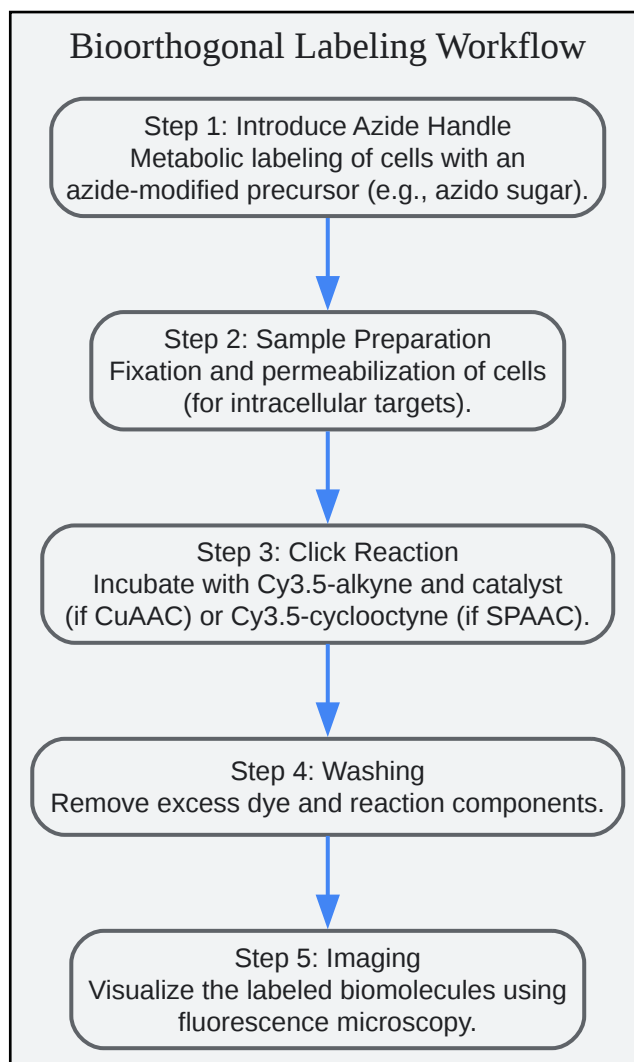 Bioorthogonal Labeling Workflow
Step 1: Introduce Azide Handle
Metabolic labeling of cells with an
azide-modified precursor (e.g., azido sugar).
Step 2: Sample Preparation
Fixation and permeabilization of cells
(for intracellular targets).
Step 3: Click Reaction
Incubate with Cy3.5-alkyne and catalyst
(if CuAAC) or Cy3.5-cyclooctyne (if SPAAC).
Step 4: Washing
Remove excess dye and reaction components.
Step 5: Imaging
Visualize the labeled biomolecules using
fluorescence microscopy.